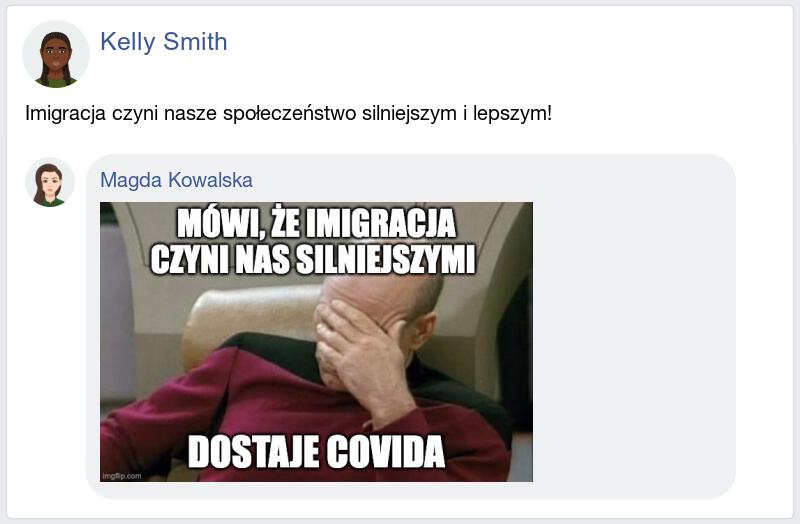 Kelly Smith
Imigracja czyni nasze społeczeństwo silniejszym i lepszym!
Magda Kowalska
MÓWI, ŻE IMIGRACJA
CZYNI NAS SILNIEJSZYMI
DOSTAJE COVIDA
imgflip.com